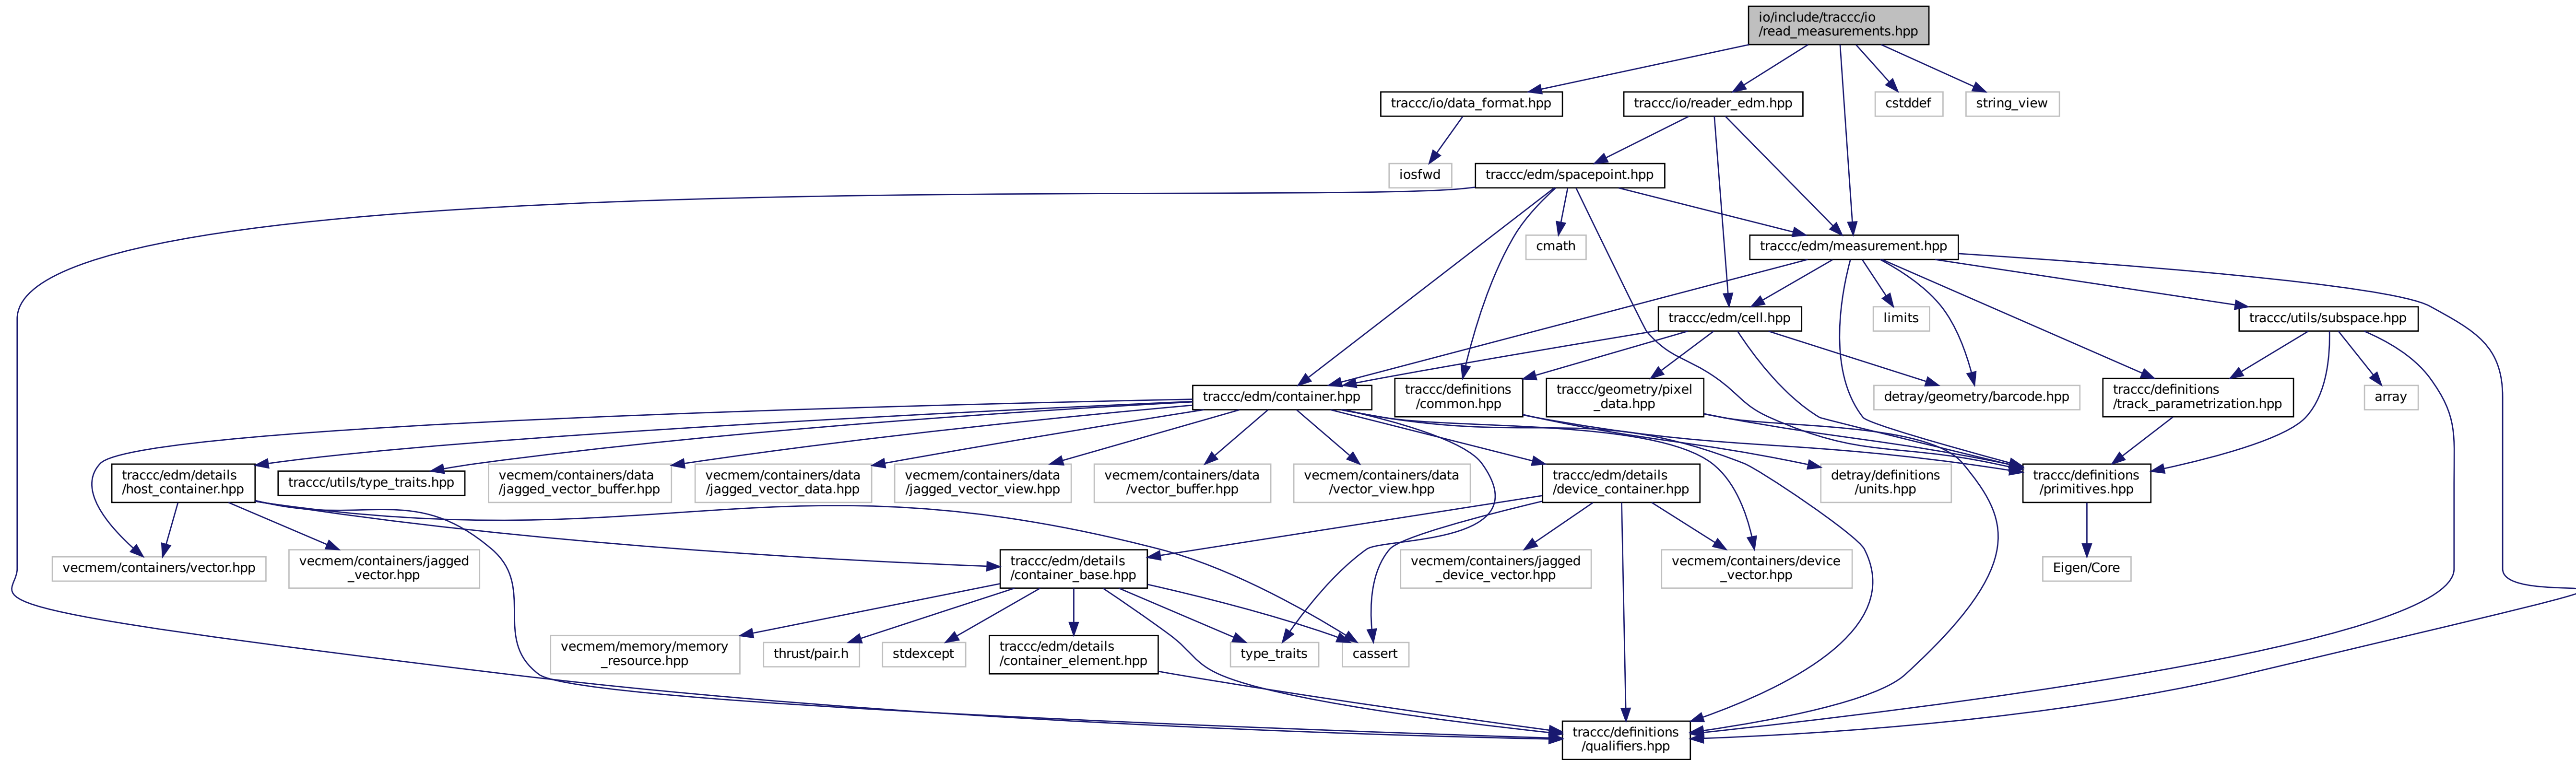 io/include/traccc/io
/read_measurements.hpp
traccc/io/data_format.hpp
traccc/io/reader_edm.hpp
cstddef
string_view
iosfwd
traccc/edm/spacepoint.hpp
cmath
traccc/edm/measurement.hpp
traccc/edm/cell.hpp
limits
traccc/utils/subspace.hpp
traccc/edm/container.hpp
traccc/definitions
/common.hpp
traccc/geometry/pixel
_data.hpp
detray/geometry/barcode.hpp
traccc/definitions
/track_parametrization.hpp
array
traccc/edm/details
/host_container.hpp
traccc/utils/type_traits.hpp
vecmem/containers/data
/jagged_vector_buffer.hpp
vecmem/containers/data
/jagged_vector_data.hpp
vecmem/containers/data
/jagged_vector_view.hpp
vecmem/containers/data
/vector_buffer.hpp
vecmem/containers/data
/vector_view.hpp
traccc/edm/details
/device_container.hpp
detray/definitions
/units.hpp
traccc/definitions
/primitives.hpp
vecmem/containers/vector.hpp
vecmem/containers/jagged
_vector.hpp
traccc/edm/details
/container_base.hpp
vecmem/containers/jagged
_device_vector.hpp
vecmem/containers/device
_vector.hpp
Eigen/Core
vecmem/memory/memory
_resource.hpp
thrust/pair.h
stdexcept
traccc/edm/details
/container_element.hpp
type_traits
cassert
traccc/definitions
/qualifiers.hpp